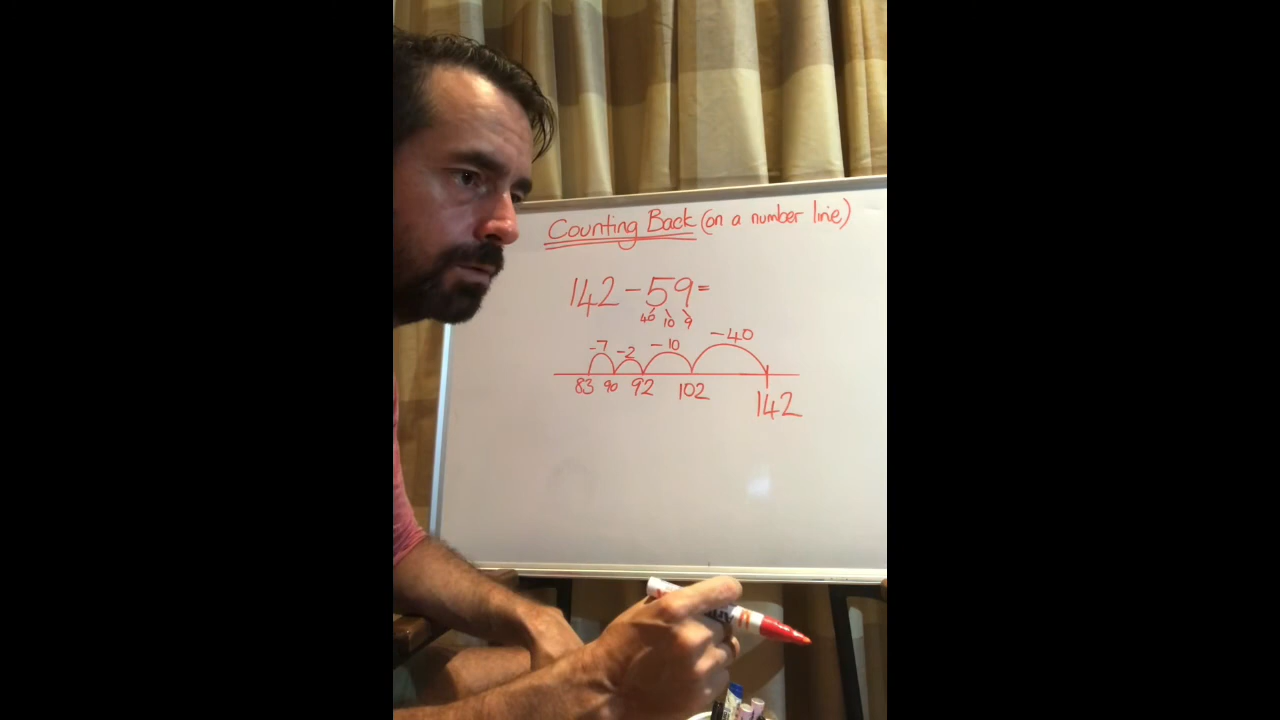 Counting Back (on a number line)
142 - 59 =
40 10 9
-7 -2 -10 -40
83 90 92 102 142